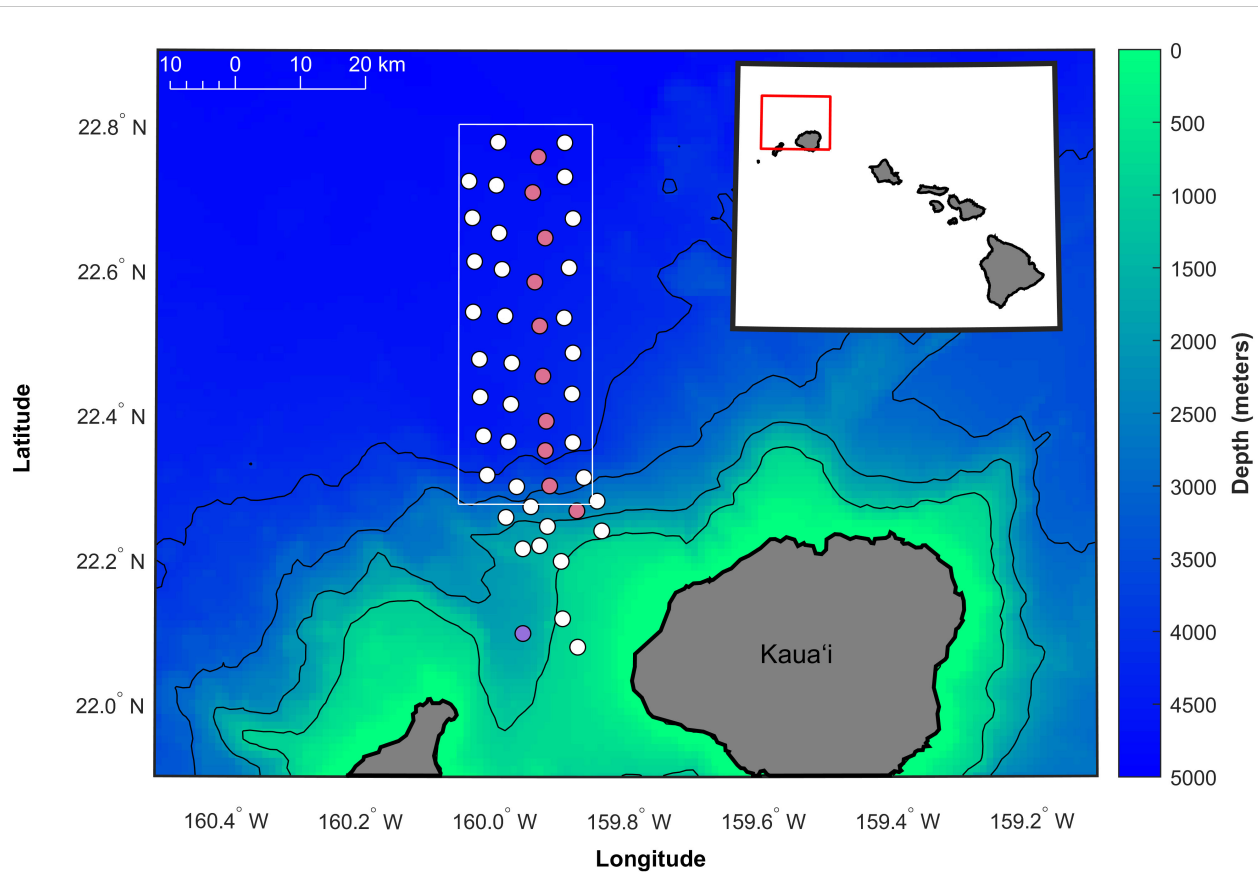 10 0 10 20 km
22.8° N
22.6° N
22.4° N
22.2° N
22.0° N
Latitude
Kauaʻi
160.4° W 160.2° W 160.0° W 159.8° W 159.6° W 159.4° W 159.2° W
Longitude
0
500
1000
1500
2000
2500
3000
3500
4000
4500
5000
Depth (meters)